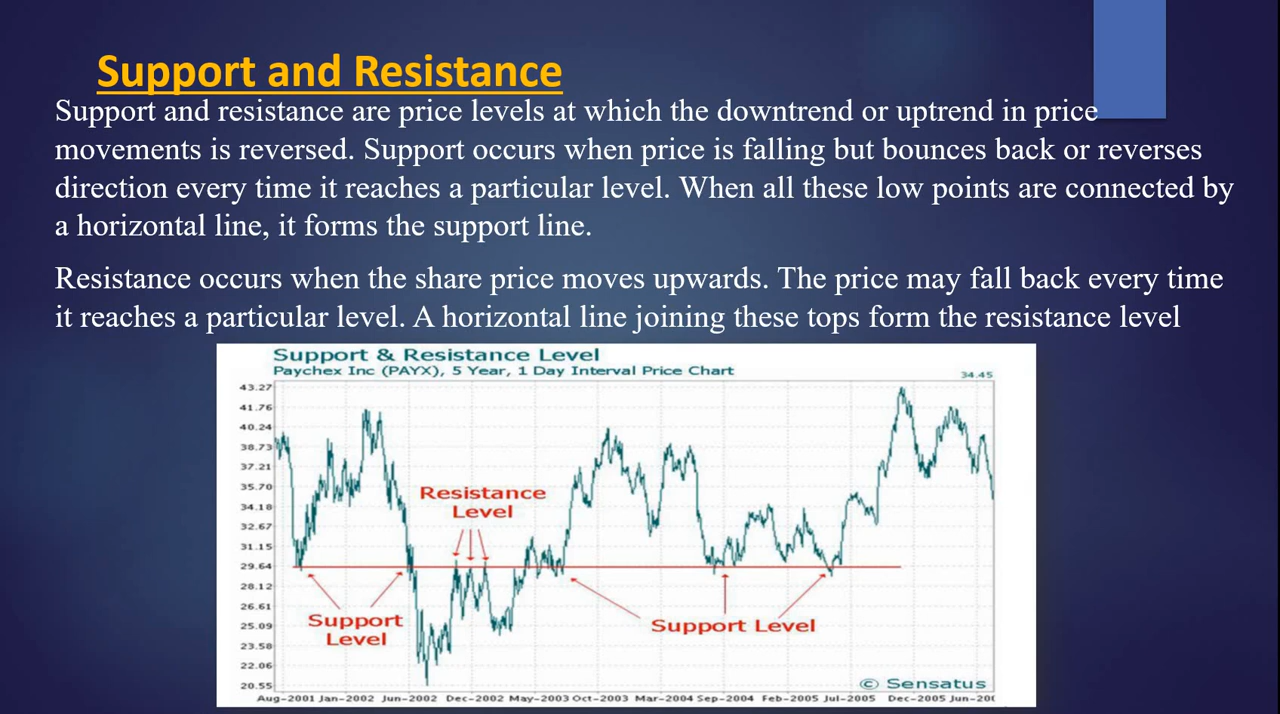 Support and Resistance
Support and resistance are price levels at which the downtrend or uptrend in price
movements is reversed. Support occurs when price is falling but bounces back or reverses
direction every time it reaches a particular level. When all these low points are connected by
a horizontal line, it forms the support line.
Resistance occurs when the share price moves upwards. The price may fall back every time
it reaches a particular level. A horizontal line joining these tops form the resistance level
Support & Resistance Level
Paychex Inc (PAYX), 5 Year, 1 Day Interval Price Chart
34.45
43.27
41.76
40.24
38.73
37.21
35.70
34.18
32.67
31.15
29.64
28.12
26.61
25.09
23.58
22.06
20.55
Resistance
Level
Support
Level
Support Level
© Sensatus
Aug-2001 Jan-2002 Jun-2002 Dec-2002 May-2003 Oct-2003 Mar-2004 Sep-2004 Feb-2005 Jul-2005 Dec-2005 Jun-200